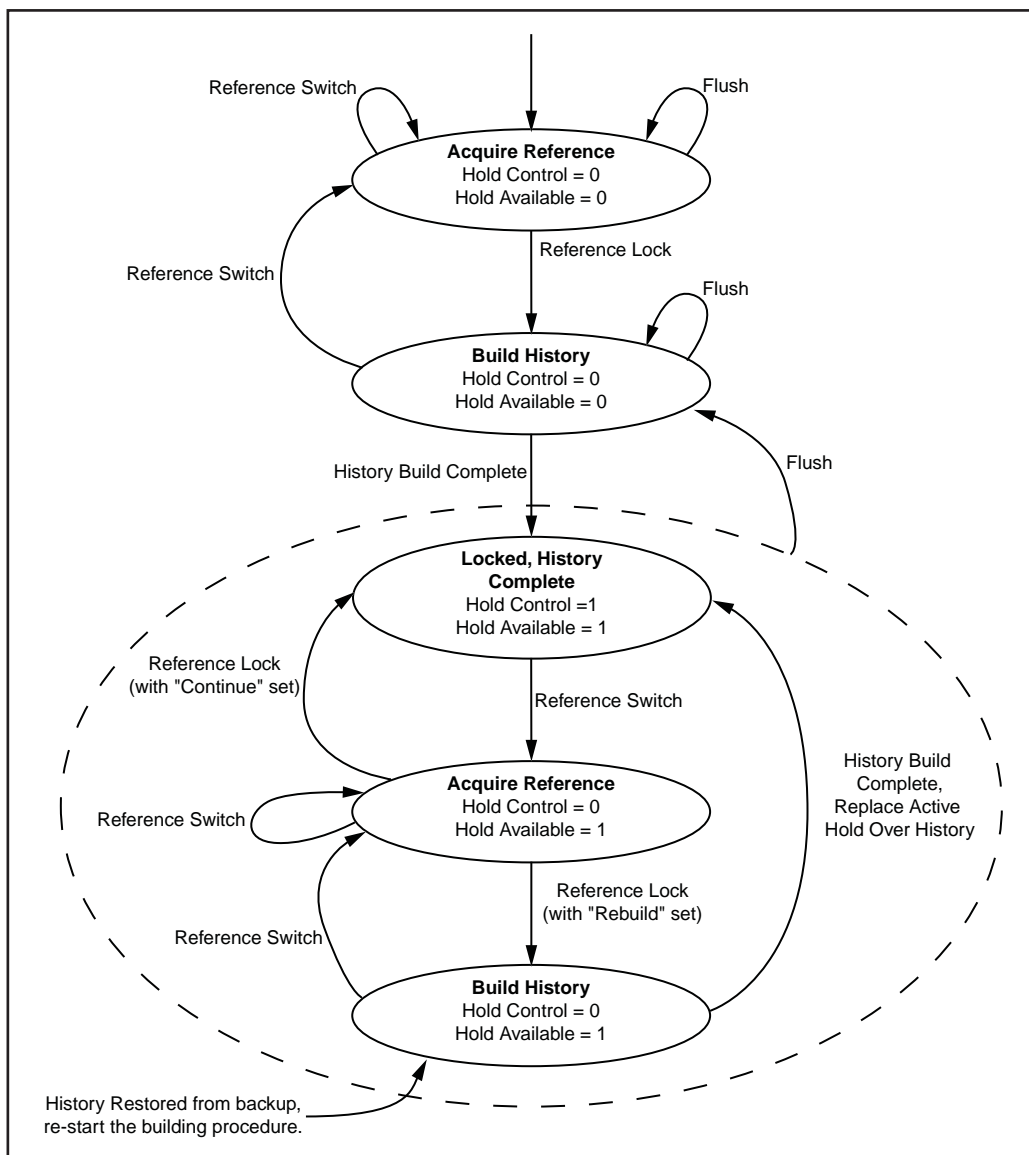 Reference Switch
Flush
Acquire Reference
Hold Control = 0
Hold Available = 0
Reference Lock
Reference Switch
Flush
Build History
Hold Control = 0
Hold Available = 0
History Build Complete
Flush
Locked, History
Complete
Hold Control =1
Hold Available = 1
Reference Lock
(with "Continue" set)
Reference Switch
Acquire Reference
Hold Control = 0
Hold Available = 1
History Build
Complete,
Replace Active
Hold Over History
Reference Switch
Reference Lock
(with "Rebuild" set)
Reference Switch
Build History
Hold Control = 0
Hold Available = 1
History Restored from backup,
re-start the building procedure.